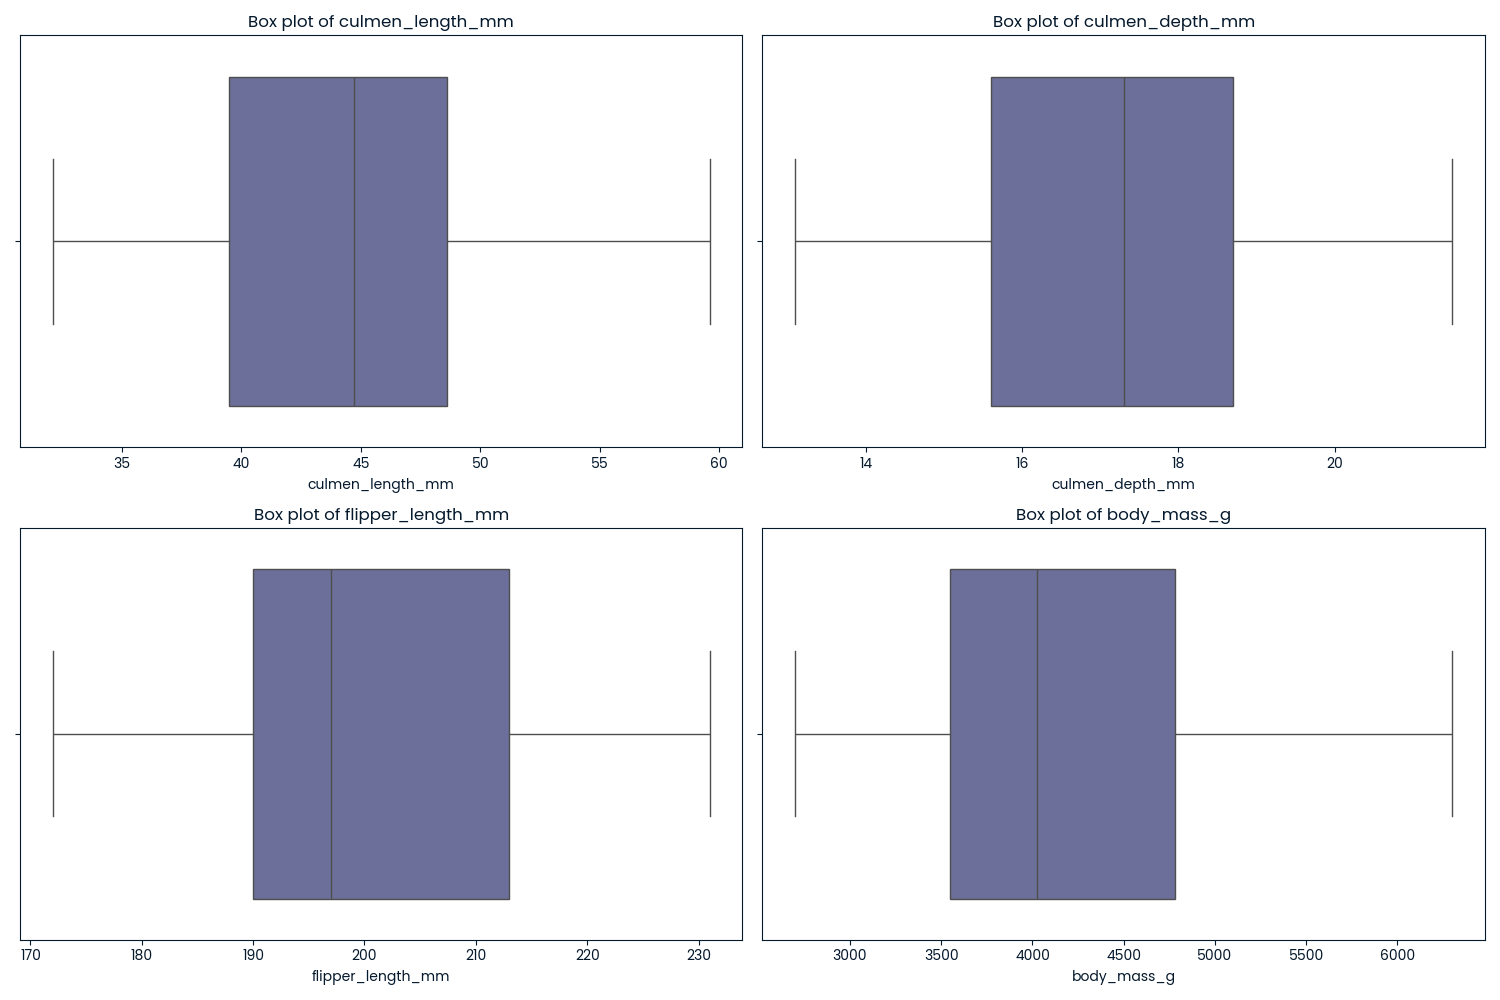 Box plot of culmen_length_mm
35 40 45 50 55 60
culmen_length_mm
Box plot of culmen_depth_mm
14 16 18 20
culmen_depth_mm
Box plot of flipper_length_mm
170 180 190 200 210 220 230
flipper_length_mm
Box plot of body_mass_g
3000 3500 4000 4500 5000 5500 6000
body_mass_g